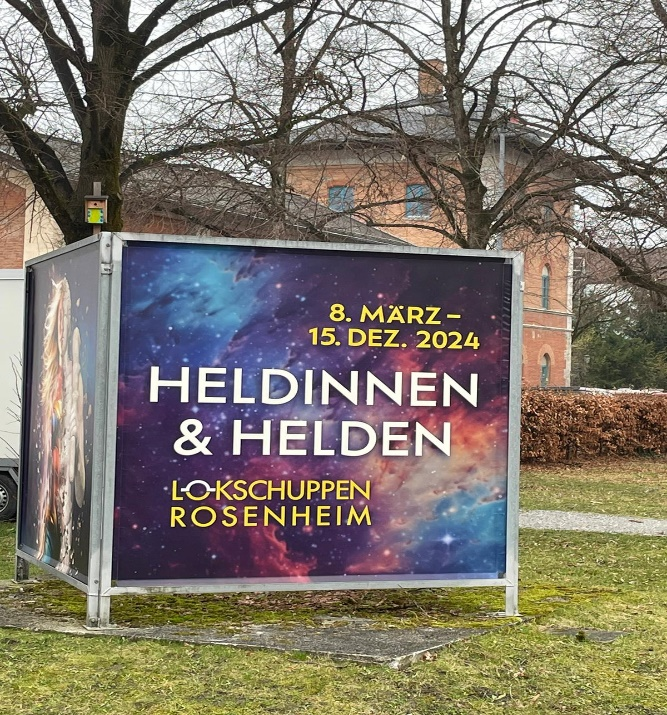 8. MÄRZ –
15. DEZ. 2024
HELDINNEN
& HELDEN
LOKSCHUPPEN
ROSENHEIM